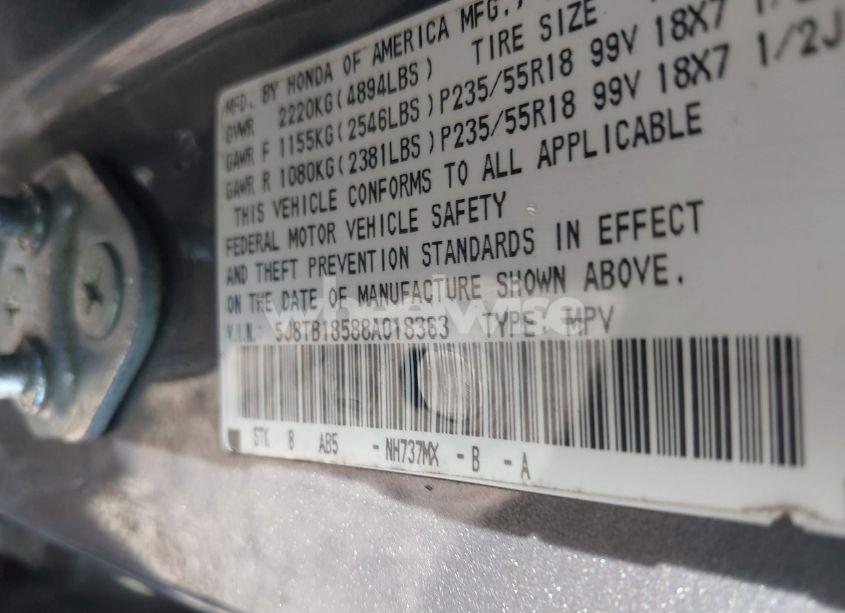 MFD. BY HONDA OF AMERICA MFG.,
GVWR 2220KG(4894LBS) TIRE SIZE
GAWR F 1155KG(2546LBS)P235/55R18 99V 18X7 1/2J
GAWR R 1080KG(2381LBS)P235/55R18 99V 18X7 1/2J
THIS VEHICLE CONFORMS TO ALL APPLICABLE
FEDERAL MOTOR VEHICLE SAFETY
AND THEFT PREVENTION STANDARDS IN EFFECT
ON THE DATE OF MANUFACTURE SHOWN ABOVE.
wheelwise
V.I.N.: 5J8TB18588A018363 TYPE: MPV
STK 8 AB5 -NH737MX -B -A